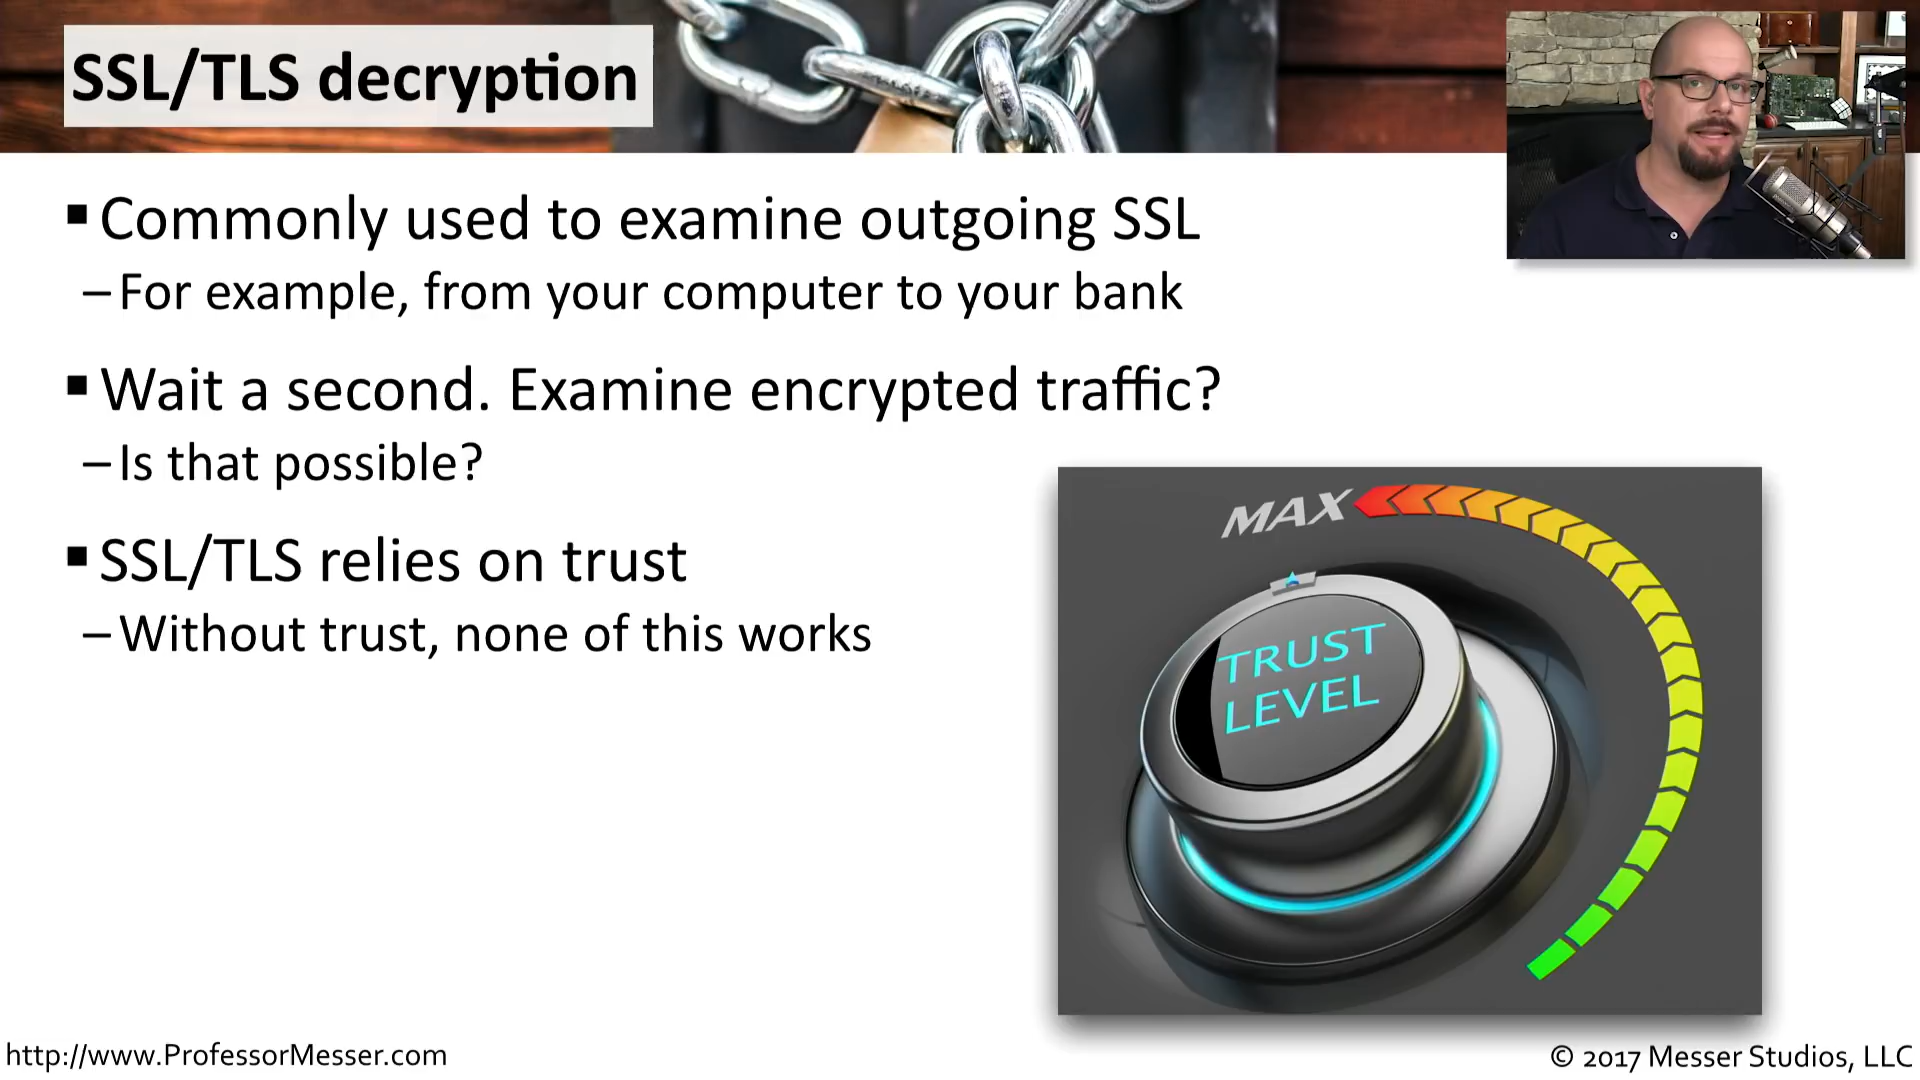 SSL/TLS decryption
▪ Commonly used to examine outgoing SSL
– For example, from your computer to your bank
▪ Wait a second. Examine encrypted traffic?
– Is that possible?
▪ SSL/TLS relies on trust
– Without trust, none of this works
MAX
TRUST
LEVEL
http://www.ProfessorMesser.com
© 2017 Messer Studios, LLC